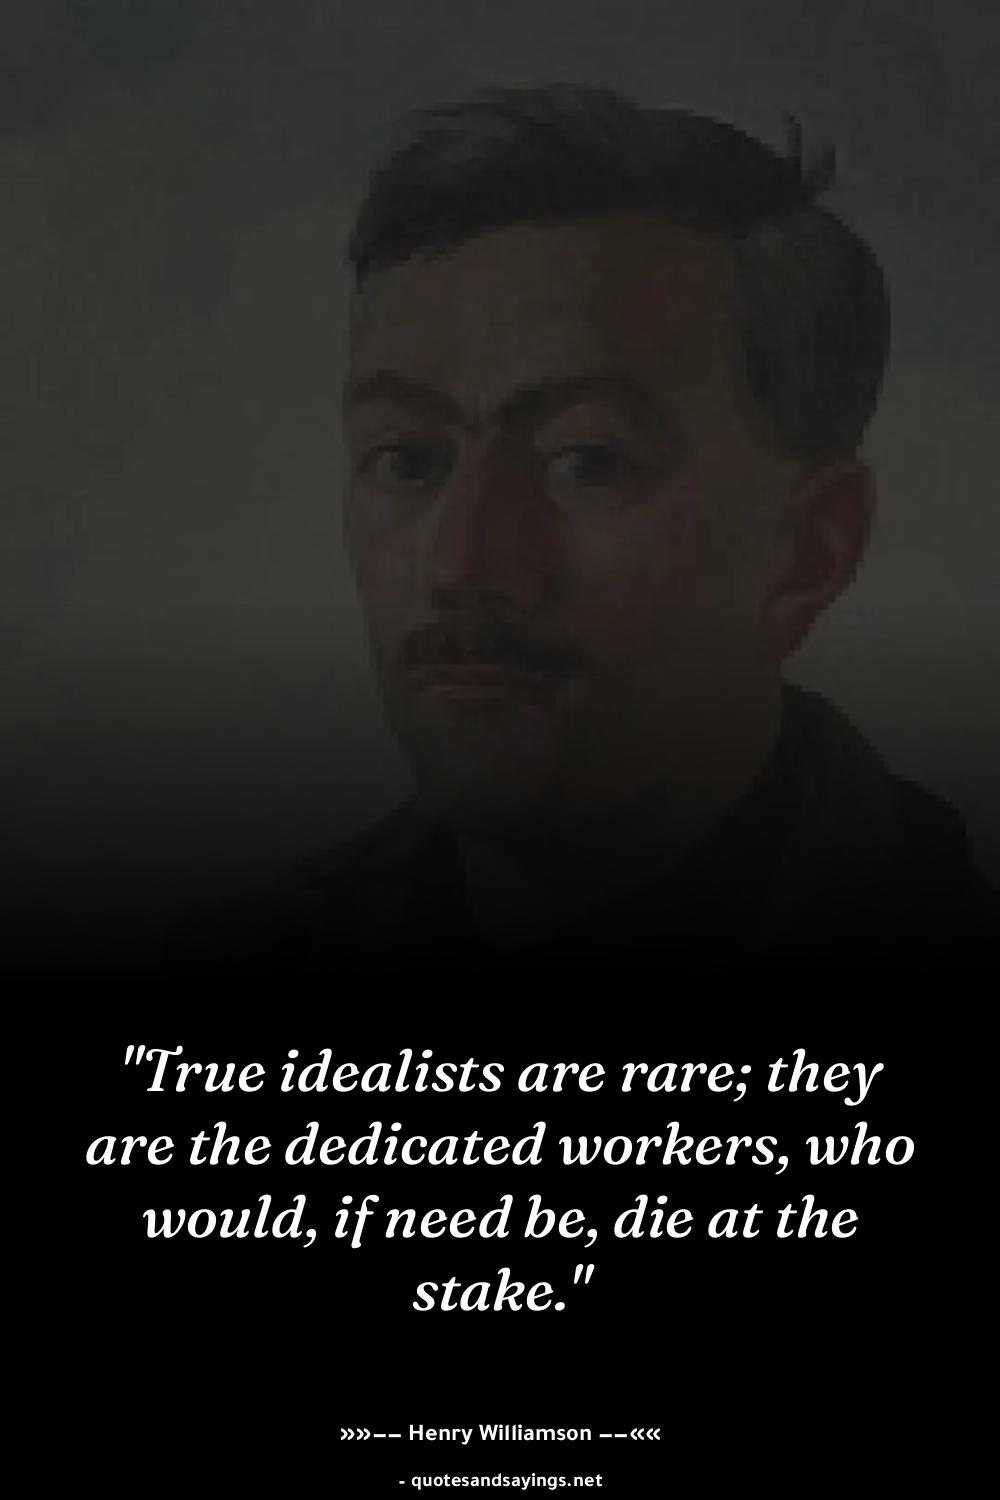 "True idealists are rare; they
are the dedicated workers, who
would, if need be, die at the
stake."
»»–– Henry Williamson ––««
- quotesandsayings.net